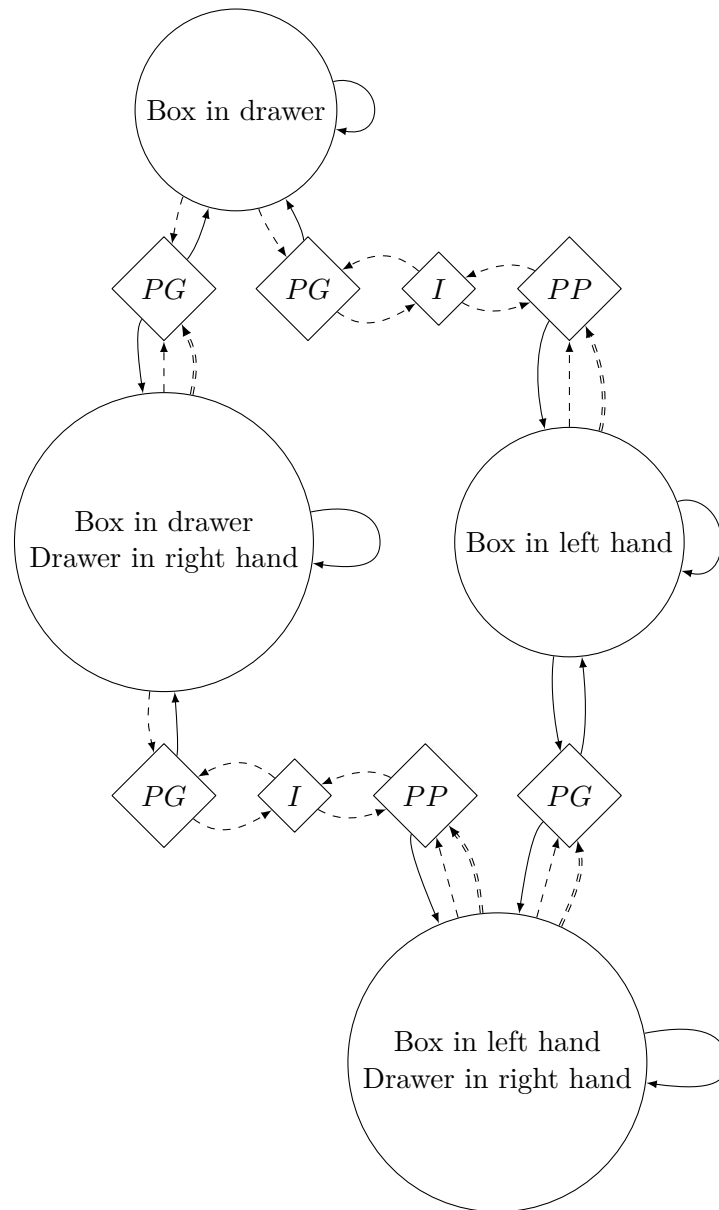 Box in drawer
PG
PG
I
PP
Box in drawer
Drawer in right hand
Box in left hand
PG
I
PP
PG
Box in left hand
Drawer in right hand